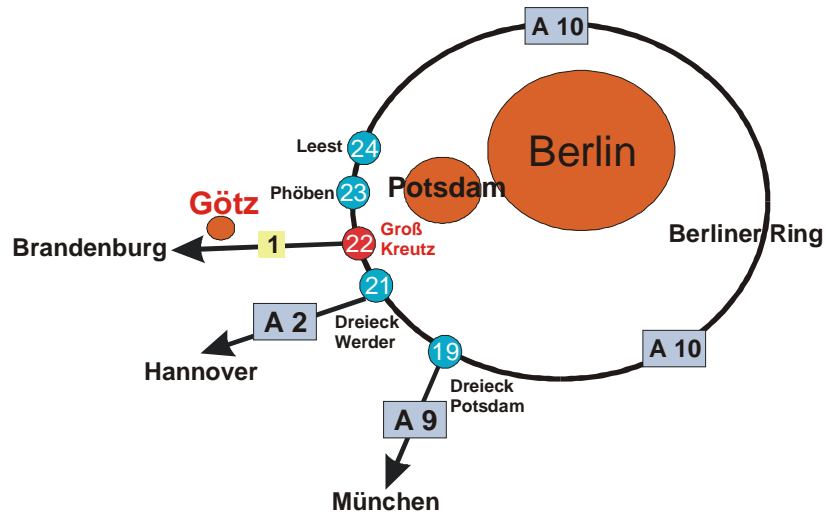 A 10
Berlin
Leest
24
Potsdam
Phöben
23
Götz
Groß
Kreutz
22
1
Brandenburg
Berliner Ring
21
A 2
Dreieck
Werder
Hannover
19
A 10
Dreieck
Potsdam
A 9
München